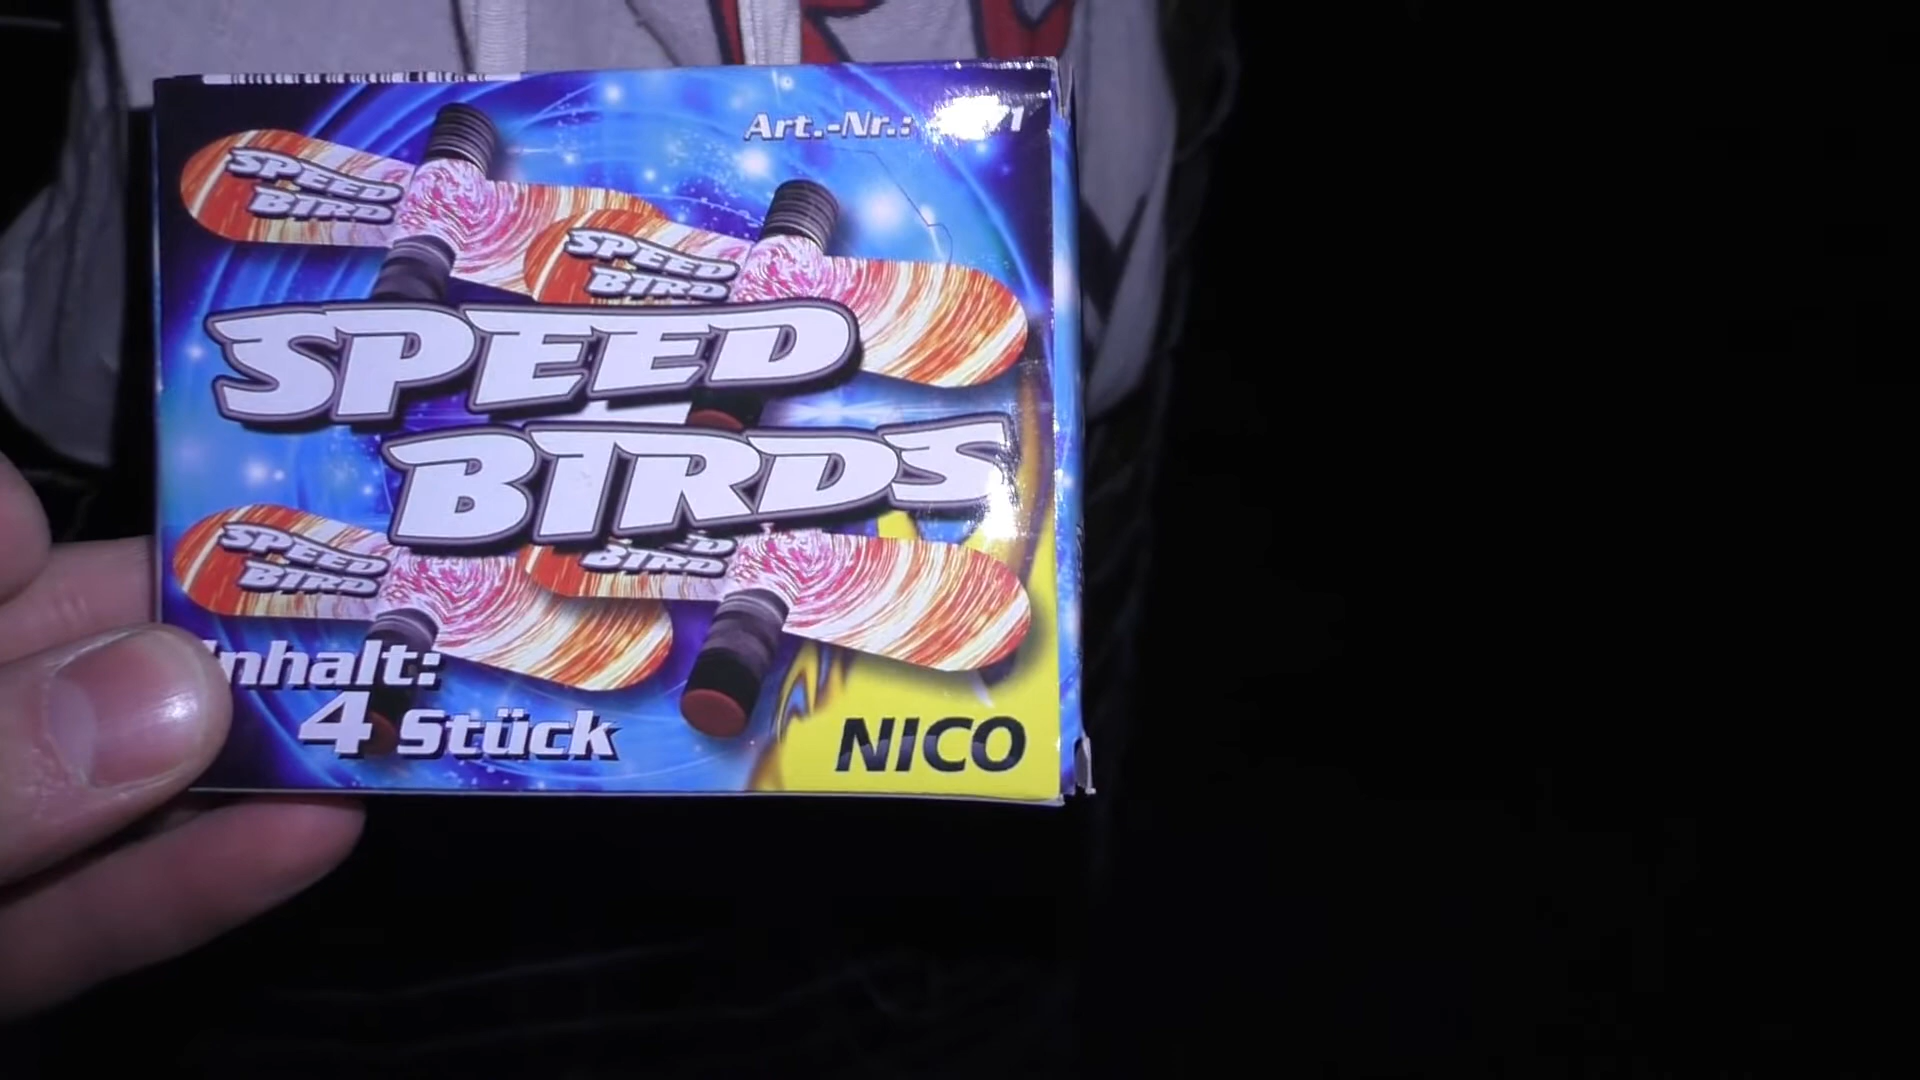 Art.-Nr.:
SPEED
BIRD
SPEED
BIRD
SPEED
BIRDS
SPEED
BIRD
BIRD
Inhalt:
4 Stück
NICO